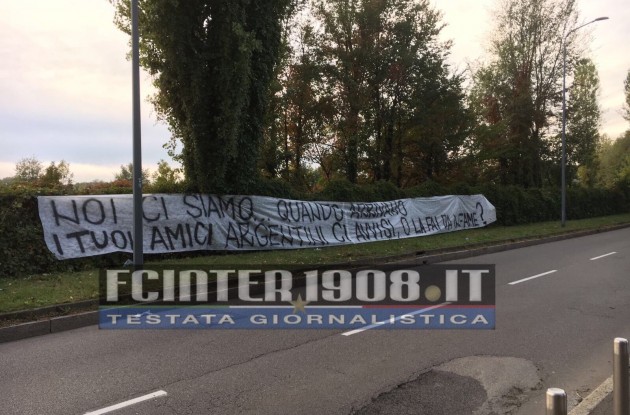 NOI CI SIAMO... QUANDO ARRIVANO
I TUOI AMICI ARGENTINI CI AVVISI, O LA FAI DA INFAME?
FCINTER1908.IT
TESTATA GIORNALISTICA